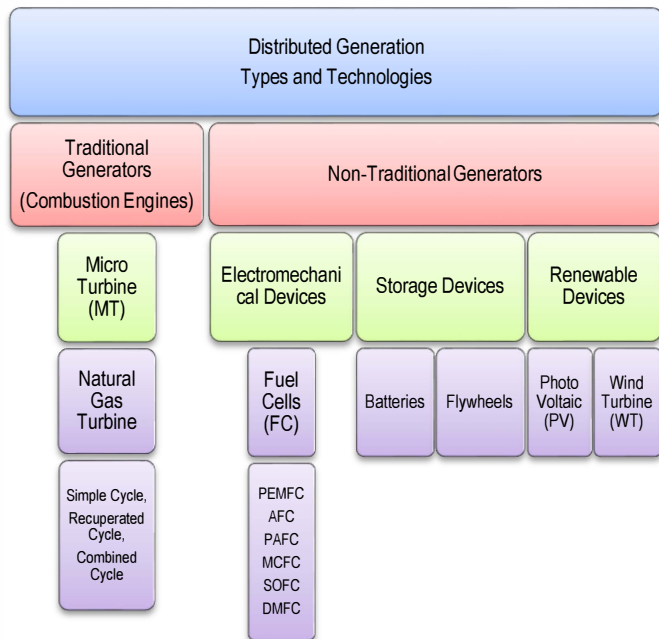 Distributed Generation
Types and Technologies
Traditional
Generators
(Combustion Engines)
Non-Traditional Generators
Micro
Turbine
(MT)
Electromechani
cal Devices
Storage Devices
Renewable
Devices
Natural
Gas
Turbine
Fuel
Cells
(FC)
Batteries
Flywheels
Photo
Voltaic
(PV)
Wind
Turbine
(WT)
Simple Cycle,
Recuperated
Cycle,
Combined
Cycle
PEMFC
AFC
PAFC
MCFC
SOFC
DMFC